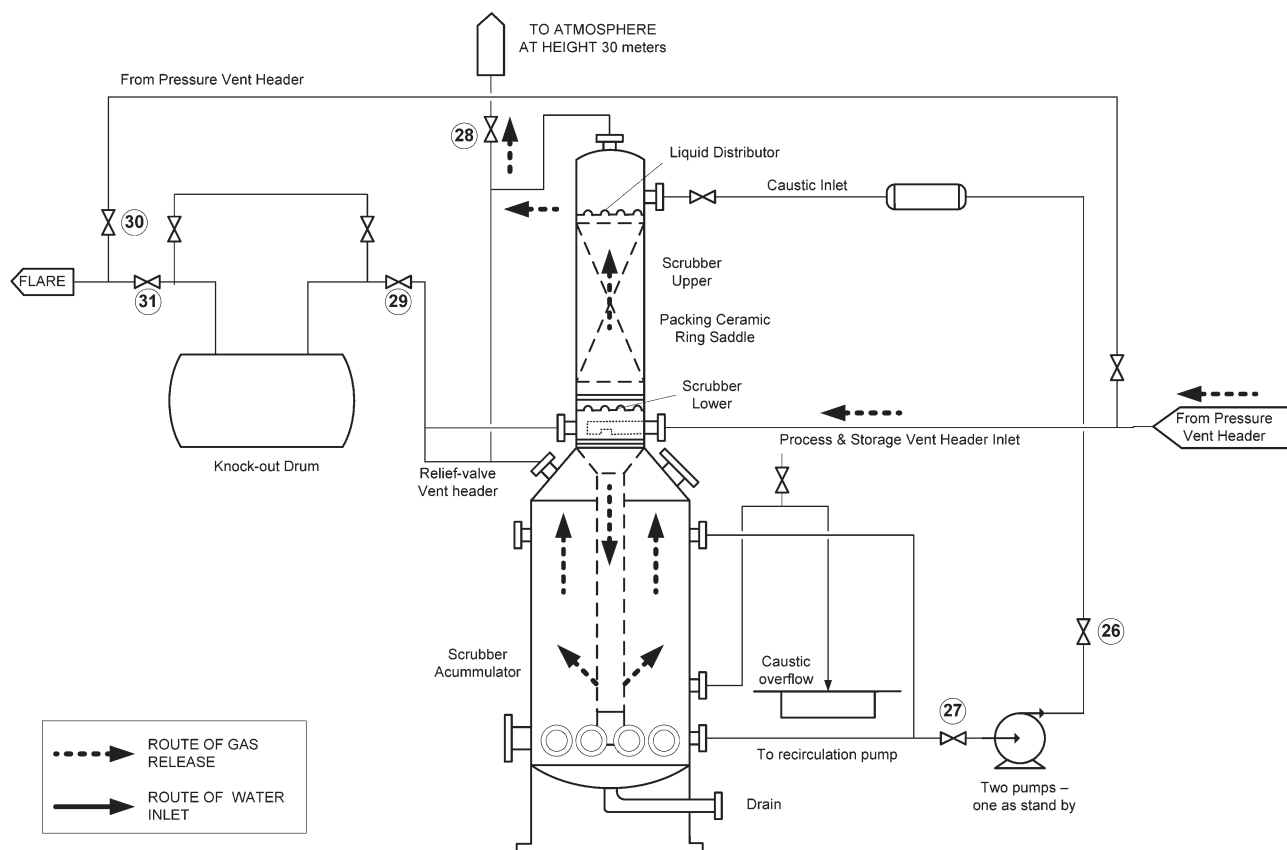 TO ATMOSPHERE
AT HEIGHT 30 meters
From Pressure Vent Header
28
Liquid Distributor
Caustic Inlet
30
Scrubber
Upper
FLARE
31
29
Packing Ceramic
Ring Saddle
Scrubber
Lower
From Pressure
Vent Header
Process & Storage Vent Header Inlet
Knock-out Drum
Relief-valve
Vent header
26
Scrubber
Acummulator
Caustic
overflow
27
To recirculation pump
ROUTE OF GAS
RELEASE
ROUTE OF WATER
INLET
Drain
Two pumps –
one as stand by